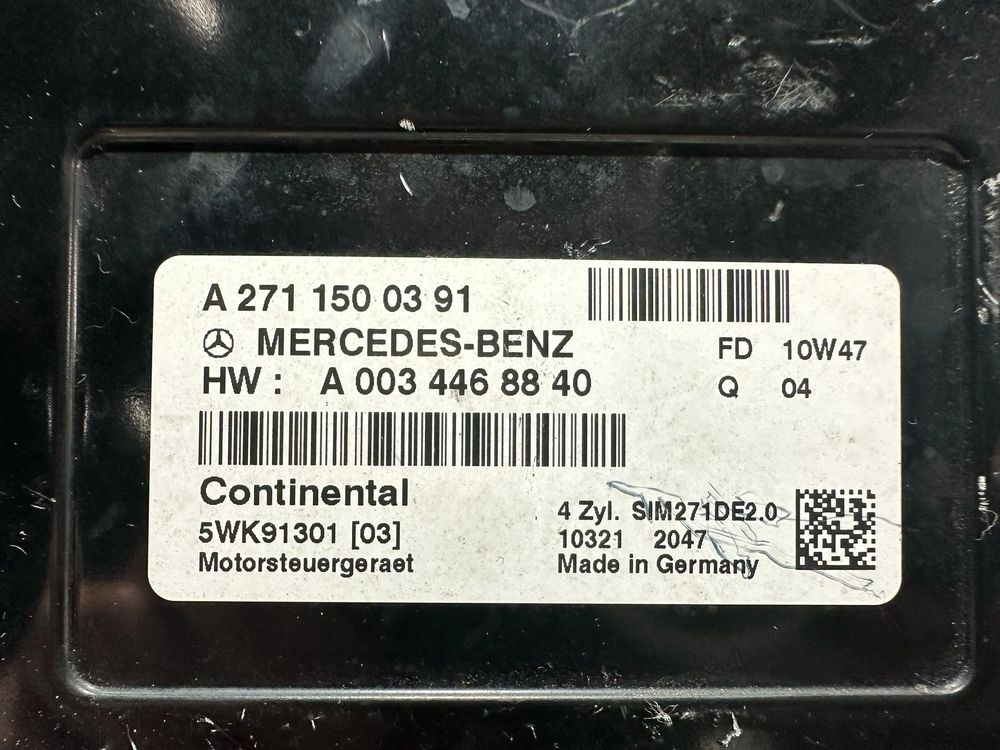 A 271 150 03 91
MERCEDES-BENZ
FD 10W47
HW : A 003 446 88 40
Q 04
Continental
5WK91301 [03]
Motorsteuergeraet
4 Zyl. SIM271DE2.0
10321 2047
Made in Germany